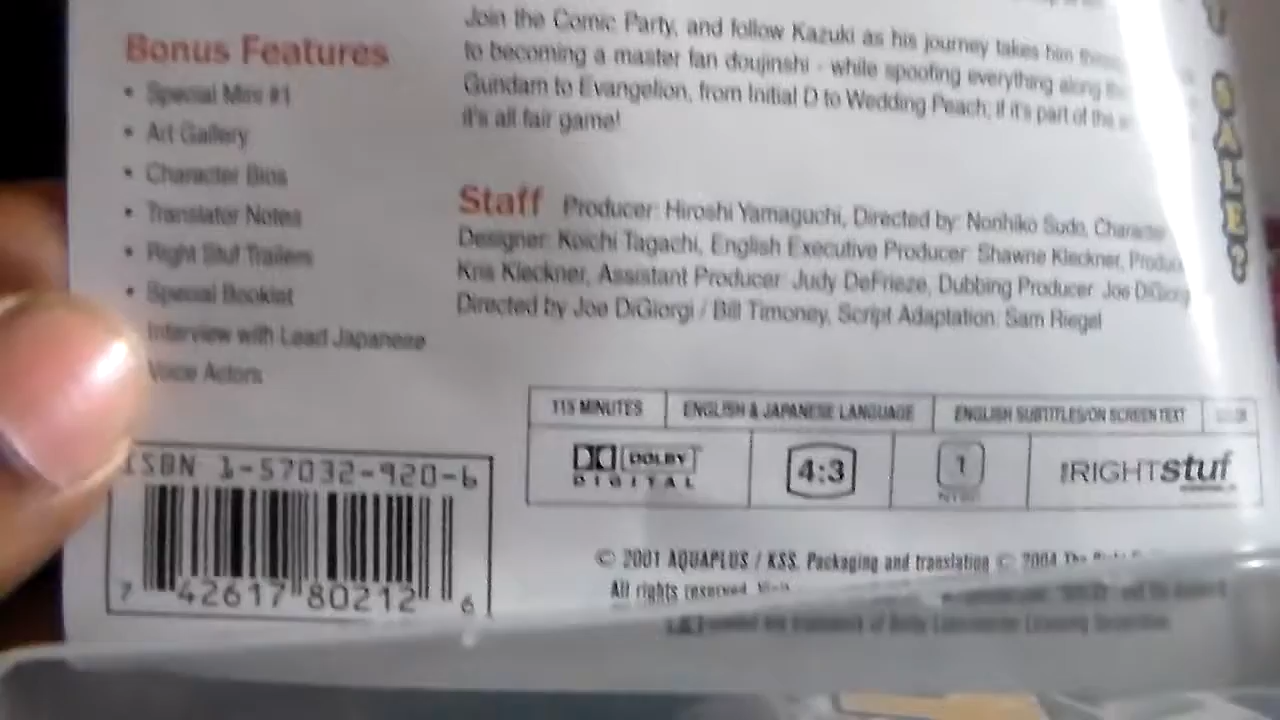 Bonus Features
• Special Mini #1
• Art Gallery
• Character Bios
• Translator Notes
• Right Stuf Trailers
• Special Booklet
Interview with Lead Japanese
Voice Actors
Join the Comic Party, and follow Kazuki as his journey takes him
to becoming a master fan doujinshi - while spoofing everything along
Gundam to Evangelion, from Initial D to Wedding Peach; if it's part of the
it's all fair game!
Staff Producer: Hiroshi Yamaguchi, Directed by: Norihiko Sudo, Character
Designer: Koichi Tagachi, English Executive Producer: Shawne Kleckner,
Kris Kleckner, Assistant Producer: Judy DeFrieze, Dubbing Producer: Joe DiGiorgi
Directed by Joe DiGiorgi / Bill Timoney, Script Adaptation: Sam Riegel
115 MINUTES ENGLISH & JAPANESE LANGUAGE ENGLISH SUBTITLES/ON SCREEN TEXT
DOLBY DIGITAL 4:3 1 RIGHT stuf
ISBN 1-57032-920-6
7 42617 80212 6
© 2001 AQUAPLUS / KSS. Packaging and translation © 2004 The
All rights reserved.
SALE?